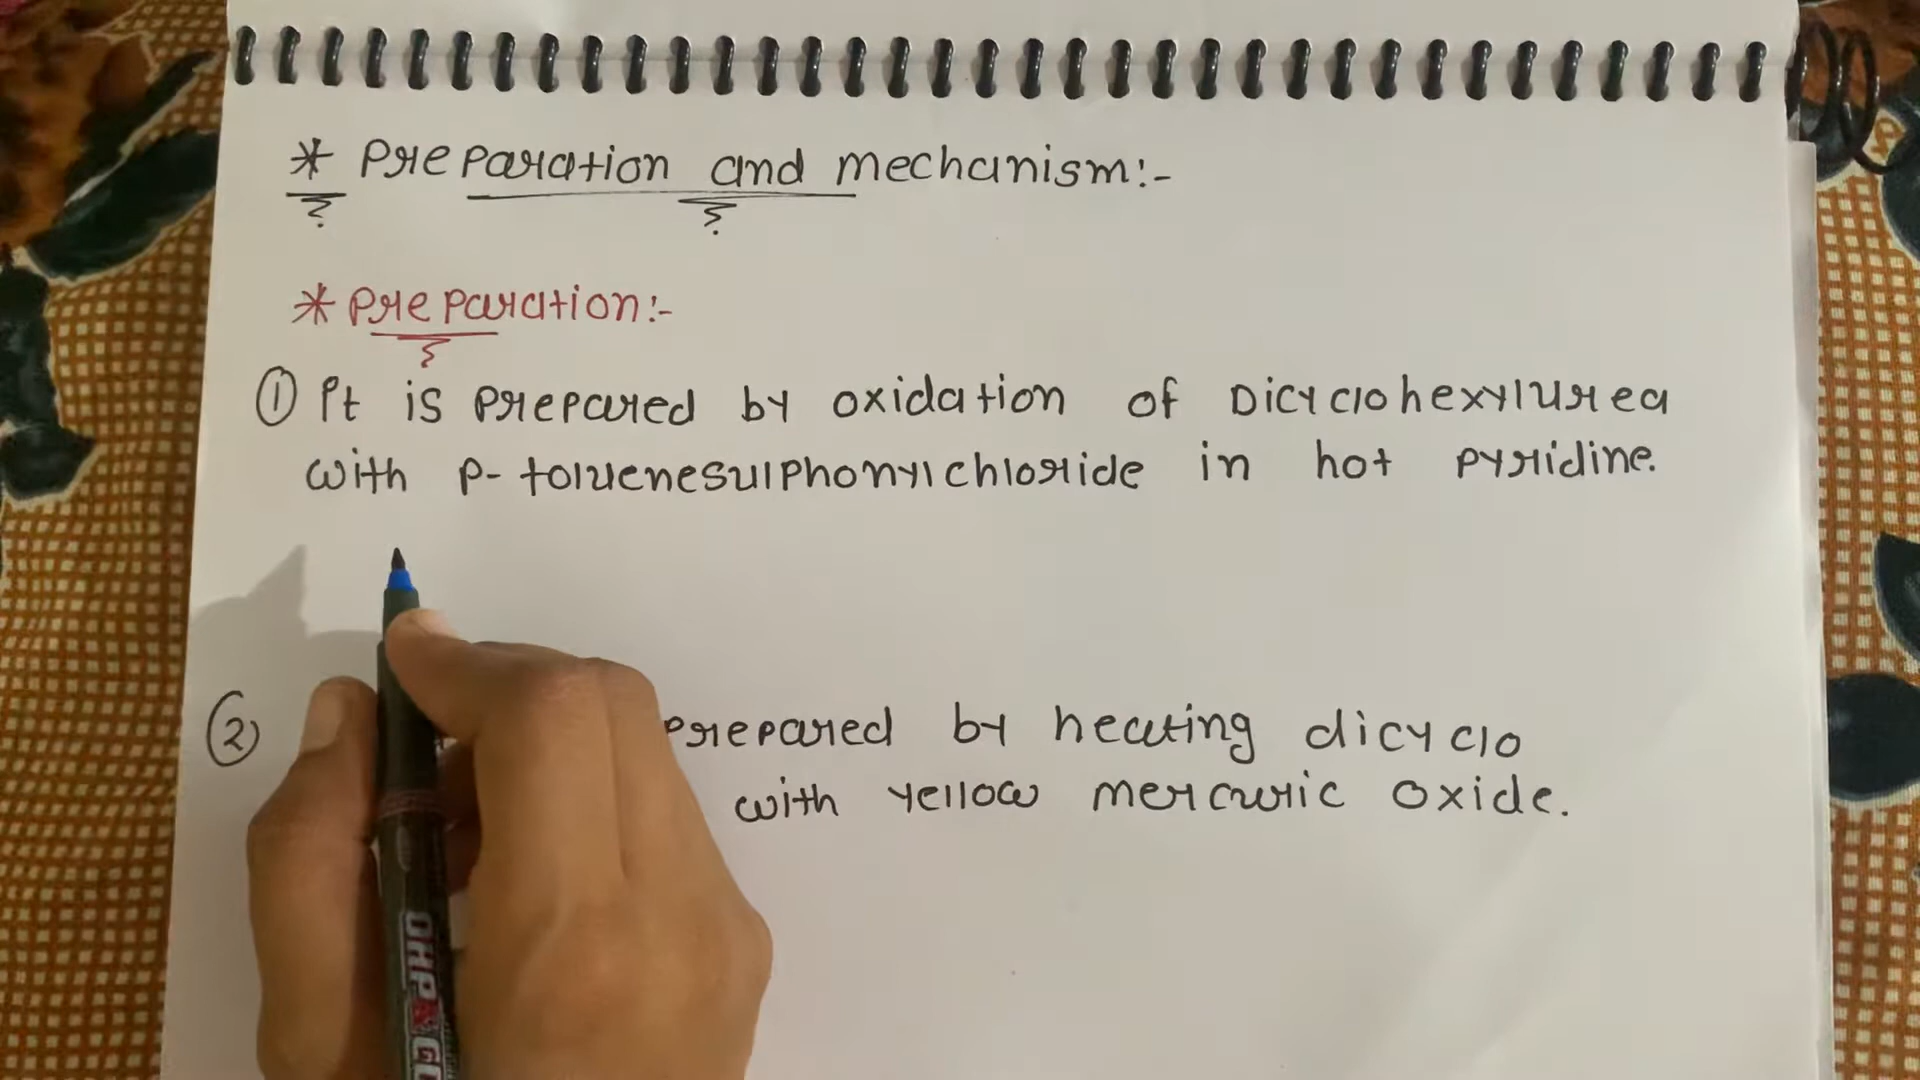 * Preparation and mechanism:-
* Preparation:-
① It is prepared by oxidation of Dicyclohexylurea
with p-toluenesulphonylchloride in hot pyridine.
② prepared by heating dicyclo
with yellow mercuric oxide.
OHP